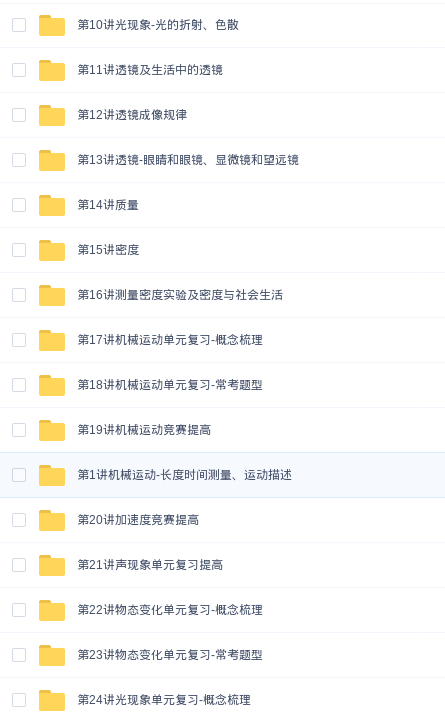 第10讲光现象-光的折射、色散
第11讲透镜及生活中的透镜
第12讲透镜成像规律
第13讲透镜-眼睛和眼镜、显微镜和望远镜
第14讲质量
第15讲密度
第16讲测量密度实验及密度与社会生活
第17讲机械运动单元复习-概念梳理
第18讲机械运动单元复习-常考题型
第19讲机械运动竞赛提高
第1讲机械运动-长度时间测量、运动描述
第20讲加速度竞赛提高
第21讲声现象单元复习提高
第22讲物态变化单元复习-概念梳理
第23讲物态变化单元复习-常考题型
第24讲光现象单元复习-概念梳理